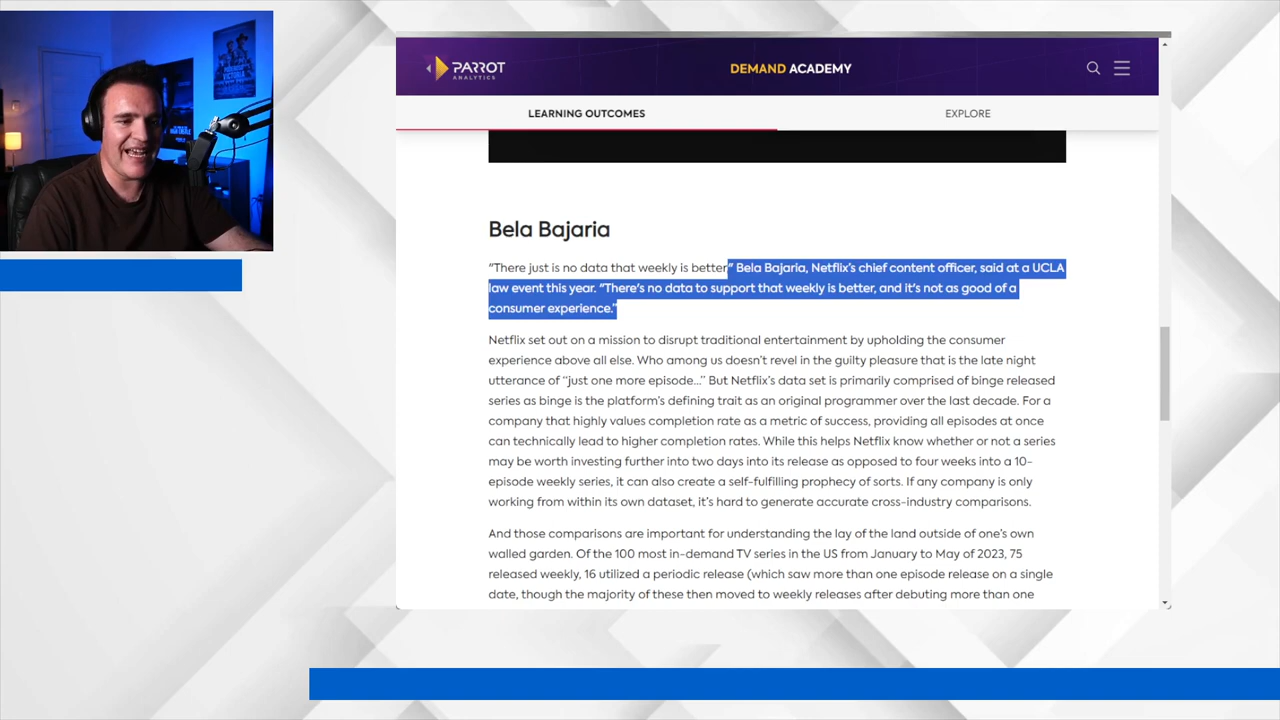 PARROT
ANALYTICS
DEMAND ACADEMY
LEARNING OUTCOMES
EXPLORE
Bela Bajaria
"There just is no data that weekly is better," Bela Bajaria, Netflix's chief content officer, said at a UCLA
law event this year. "There's no data to support that weekly is better, and it's not as good of a
consumer experience."
Netflix set out on a mission to disrupt traditional entertainment by upholding the consumer
experience above all else. Who among us doesn't revel in the guilty pleasure that is the late night
utterance of "just one more episode..." But Netflix's data set is primarily comprised of binge released
series as binge is the platform's defining trait as an original programmer over the last decade. For a
company that highly values completion rate as a metric of success, providing all episodes at once
can technically lead to higher completion rates. While this helps Netflix know whether or not a series
may be worth investing further into two days into its release as opposed to four weeks into a 10-
episode weekly series, it can also create a self-fulfilling prophecy of sorts. If any company is only
working from within its own dataset, it's hard to generate accurate cross-industry comparisons.
And those comparisons are important for understanding the lay of the land outside of one's own
walled garden. Of the 100 most in-demand TV series in the US from January to May of 2023, 75
released weekly, 16 utilized a periodic release (which saw more than one episode release on a single
date, though the majority of these then moved to weekly releases after debuting more than one